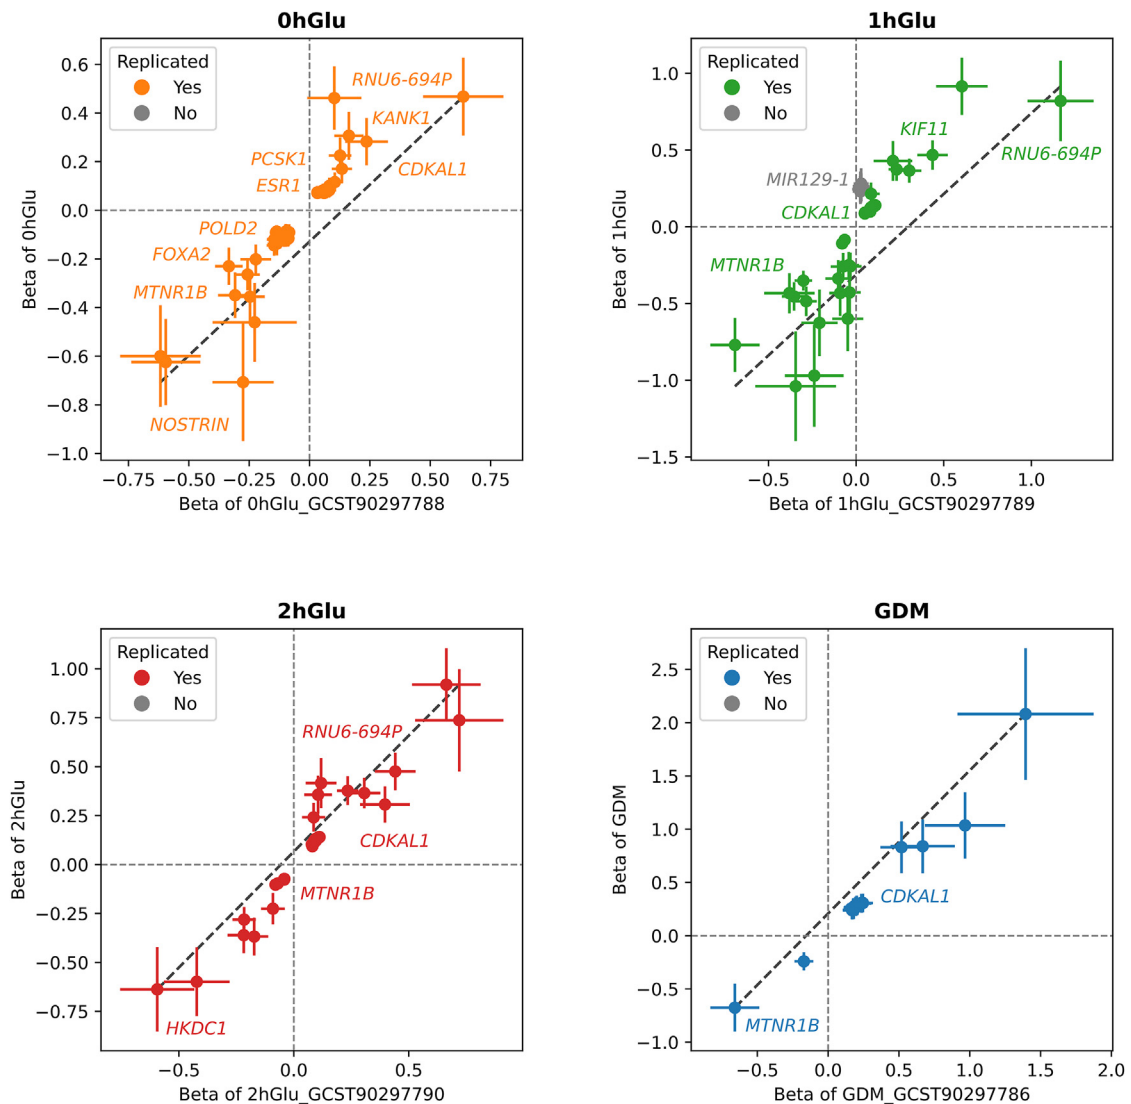 0hGlu
Replicated
Yes
No
RNU6-694P
KANK1
PCSK1
CDKAL1
ESR1
POLD2
FOXA2
MTNR1B
NOSTRIN
0.6
0.4
0.2
0.0
−0.2
−0.4
−0.6
−0.8
−1.0
−0.75
−0.50
−0.25
0.00
0.25
0.50
0.75
Beta of 0hGlu
Beta of 0hGlu_GCST90297788
1hGlu
Replicated
Yes
No
KIF11
RNU6-694P
MIR129-1
CDKAL1
MTNR1B
1.0
0.5
0.0
−0.5
−1.0
−1.5
−0.5
0.0
0.5
1.0
Beta of 1hGlu
Beta of 1hGlu_GCST90297789
2hGlu
Replicated
Yes
No
RNU6-694P
CDKAL1
MTNR1B
HKDC1
1.00
0.75
0.50
0.25
0.00
−0.25
−0.50
−0.75
−0.5
0.0
0.5
Beta of 2hGlu
Beta of 2hGlu_GCST90297790
GDM
Replicated
Yes
No
CDKAL1
MTNR1B
2.5
2.0
1.5
1.0
0.5
0.0
−0.5
−1.0
−0.5
0.0
0.5
1.0
1.5
2.0
Beta of GDM
Beta of GDM_GCST90297786